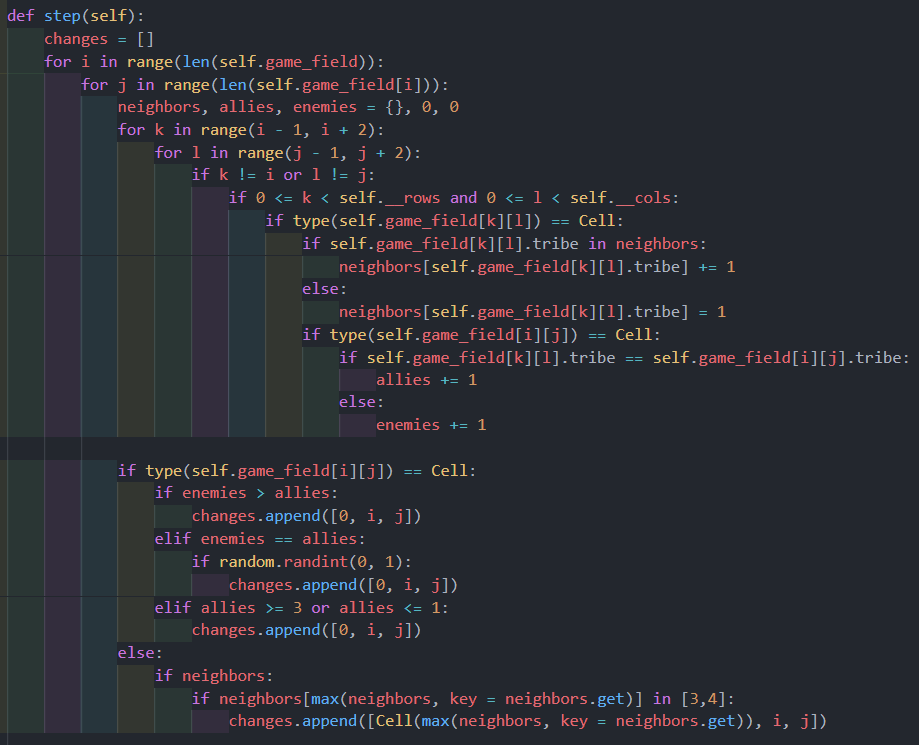 def step(self):
    changes = []
    for i in range(len(self.game_field)):
        for j in range(len(self.game_field[i])):
            neighbors, allies, enemies = {}, 0, 0
            for k in range(i - 1, i + 2):
                for l in range(j - 1, j + 2):
                    if k != i or l != j:
                        if 0 <= k < self.__rows and 0 <= l < self.__cols:
                            if type(self.game_field[k][l]) == Cell:
                                if self.game_field[k][l].tribe in neighbors:
                                    neighbors[self.game_field[k][l].tribe] += 1
                                else:
                                    neighbors[self.game_field[k][l].tribe] = 1
                                if type(self.game_field[i][j]) == Cell:
                                    if self.game_field[k][l].tribe == self.game_field[i][j].tribe:
                                        allies += 1
                                    else:
                                        enemies += 1

            if type(self.game_field[i][j]) == Cell:
                if enemies > allies:
                    changes.append([0, i, j])
                elif enemies == allies:
                    if random.randint(0, 1):
                        changes.append([0, i, j])
                elif allies >= 3 or allies <= 1:
                    changes.append([0, i, j])
            else:
                if neighbors:
                    if neighbors[max(neighbors, key = neighbors.get)] in [3,4]:
                        changes.append([Cell(max(neighbors, key = neighbors.get)), i, j])